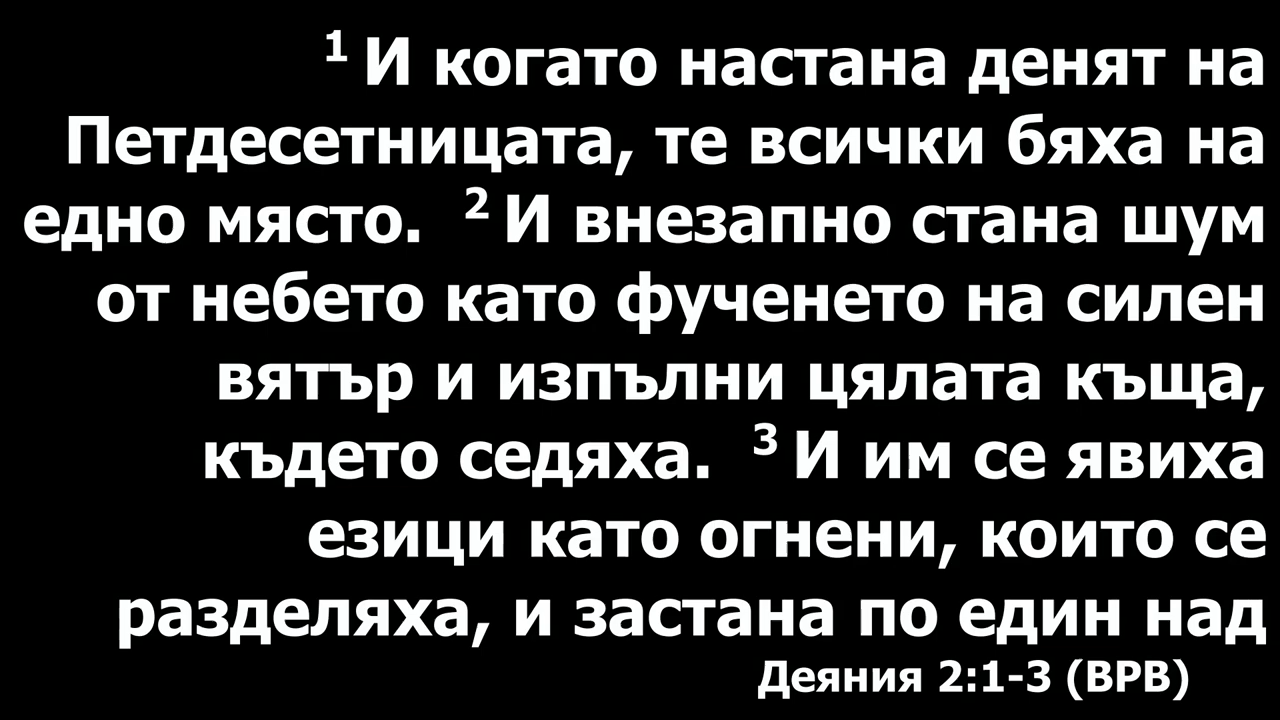 1 И когато настана денят на
Петдесетницата, те всички бяха на
едно място. 2 И внезапно стана шум
от небето като фученето на силен
вятър и изпълни цялата къща,
където седяха. 3 И им се явиха
езици като огнени, които се
разделяха, и застана по един над
Деяния 2:1-3 (ВРВ)